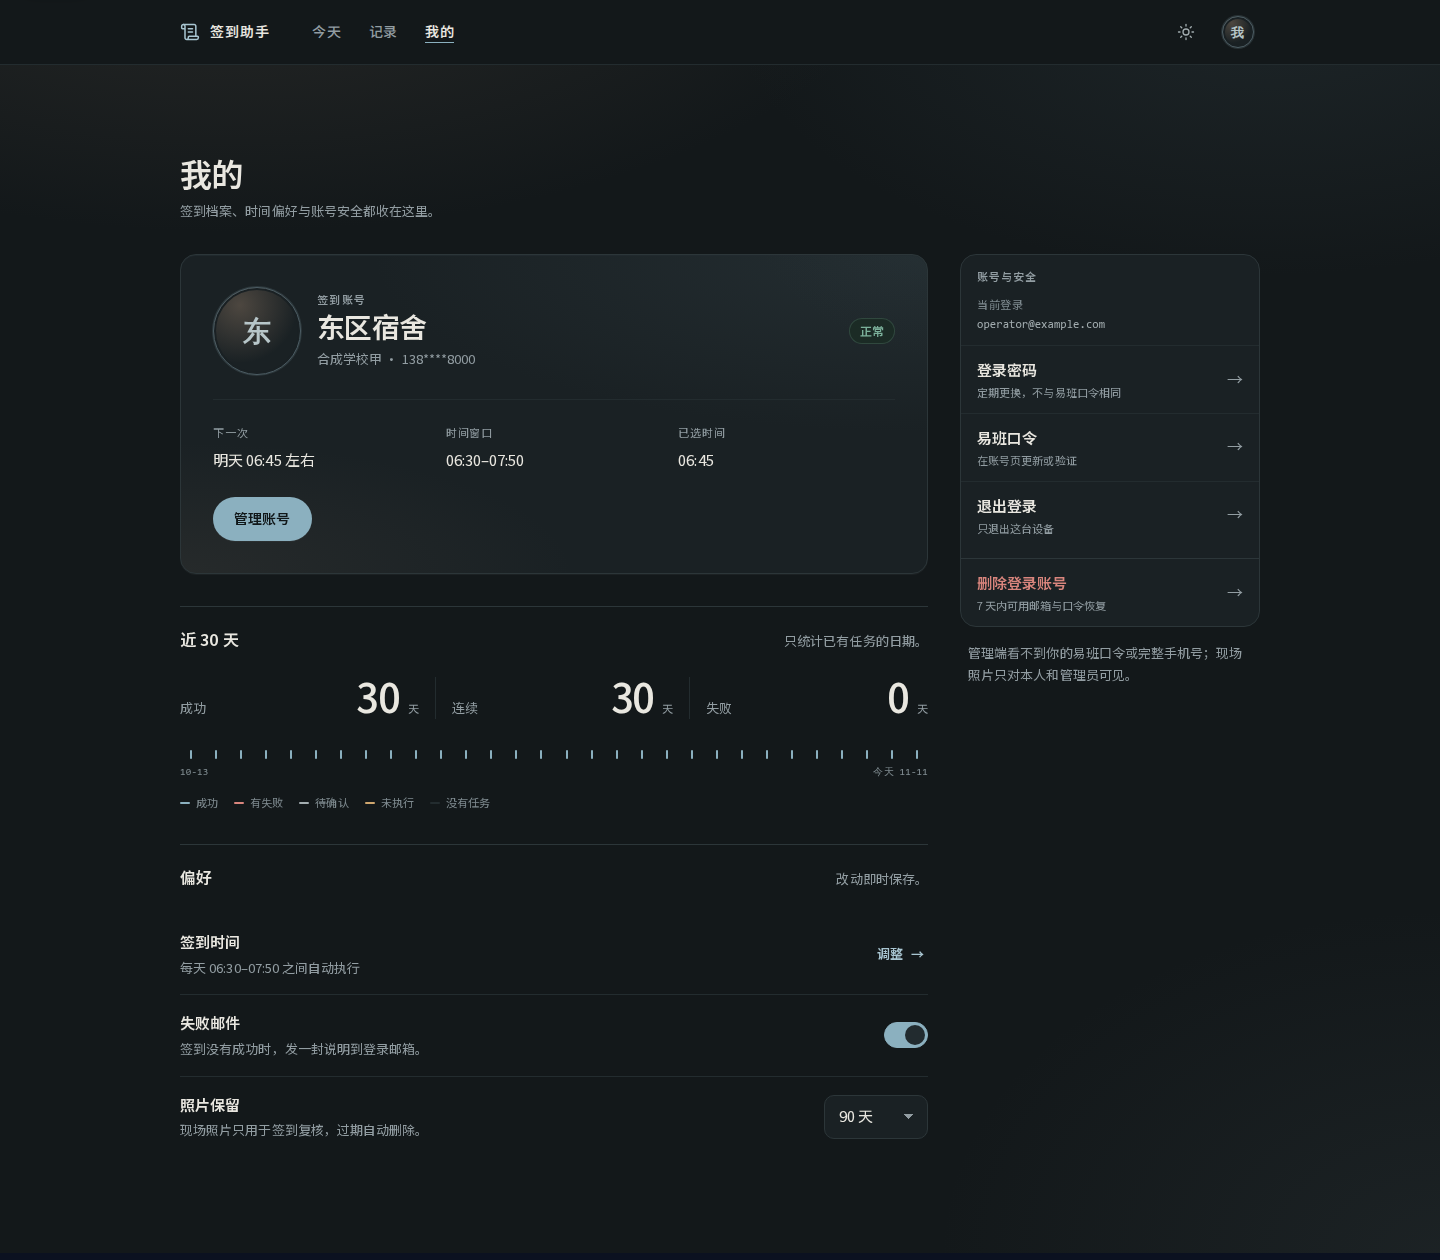 签到助手
今天
记录
我的
我
我的
签到档案、时间偏好与账号安全都收在这里。
东
签到账号
东区宿舍
合成学校甲 · 138****8000
正常
下一次
明天 06:45 左右
时间窗口
06:30–07:50
已选时间
06:45
管理账号
账号与安全
当前登录
operator@example.com
登录密码
定期更换，不与易班口令相同
→
易班口令
在账号页更新或验证
→
退出登录
只退出这台设备
→
删除登录账号
7 天内可用邮箱与口令恢复
→
管理端看不到你的易班口令或完整手机号；现场
照片只对本人和管理员可见。
近 30 天
只统计已有任务的日期。
成功
30 天
连续
30 天
失败
0 天
10-13
今天 11-11
成功
有失败
待确认
未执行
没有任务
偏好
改动即时保存。
签到时间
每天 06:30–07:50 之间自动执行
调整 →
失败邮件
签到没有成功时，发一封说明到登录邮箱。
照片保留
现场照片只用于签到复核，过期自动删除。
90 天